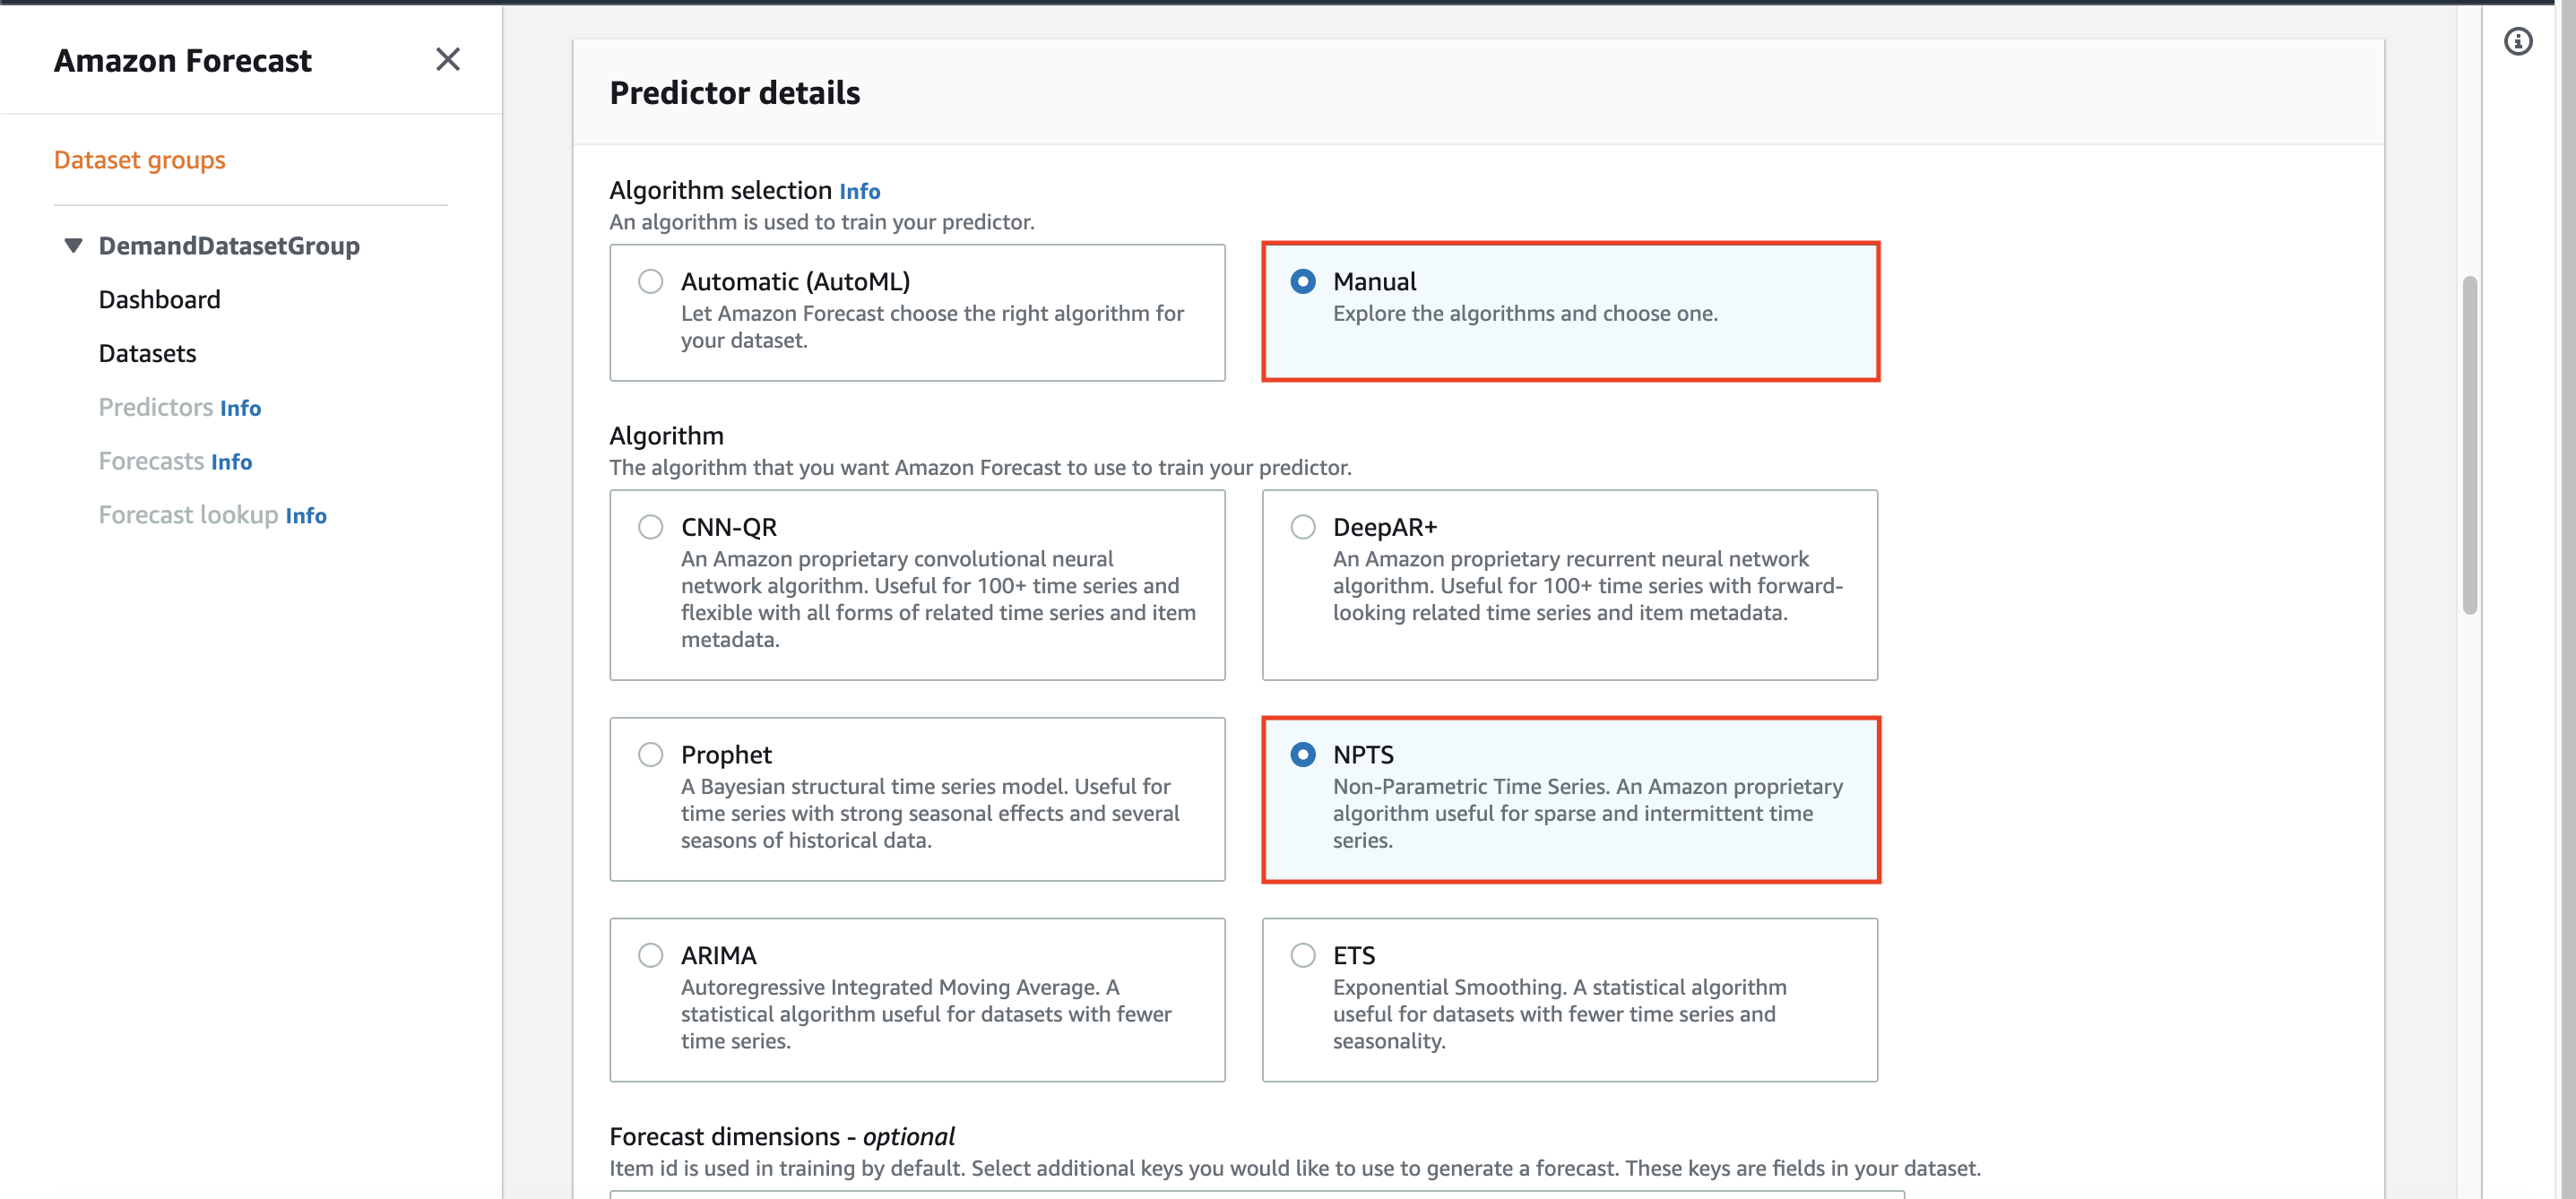 Amazon Forecast
Dataset groups
DemandDatasetGroup
Dashboard
Datasets
Predictors Info
Forecasts Info
Forecast lookup Info
Predictor details
Algorithm selection Info
An algorithm is used to train your predictor.
Automatic (AutoML)
Let Amazon Forecast choose the right algorithm for
your dataset.
Manual
Explore the algorithms and choose one.
Algorithm
The algorithm that you want Amazon Forecast to use to train your predictor.
CNN-QR
An Amazon proprietary convolutional neural
network algorithm. Useful for 100+ time series and
flexible with all forms of related time series and item
metadata.
DeepAR+
An Amazon proprietary recurrent neural network
algorithm. Useful for 100+ time series with forward-
looking related time series and item metadata.
Prophet
A Bayesian structural time series model. Useful for
time series with strong seasonal effects and several
seasons of historical data.
NPTS
Non-Parametric Time Series. An Amazon proprietary
algorithm useful for sparse and intermittent time
series.
ARIMA
Autoregressive Integrated Moving Average. A
statistical algorithm useful for datasets with fewer
time series.
ETS
Exponential Smoothing. A statistical algorithm
useful for datasets with fewer time series and
seasonality.
Forecast dimensions - optional
Item id is used in training by default. Select additional keys you would like to use to generate a forecast. These keys are fields in your dataset.